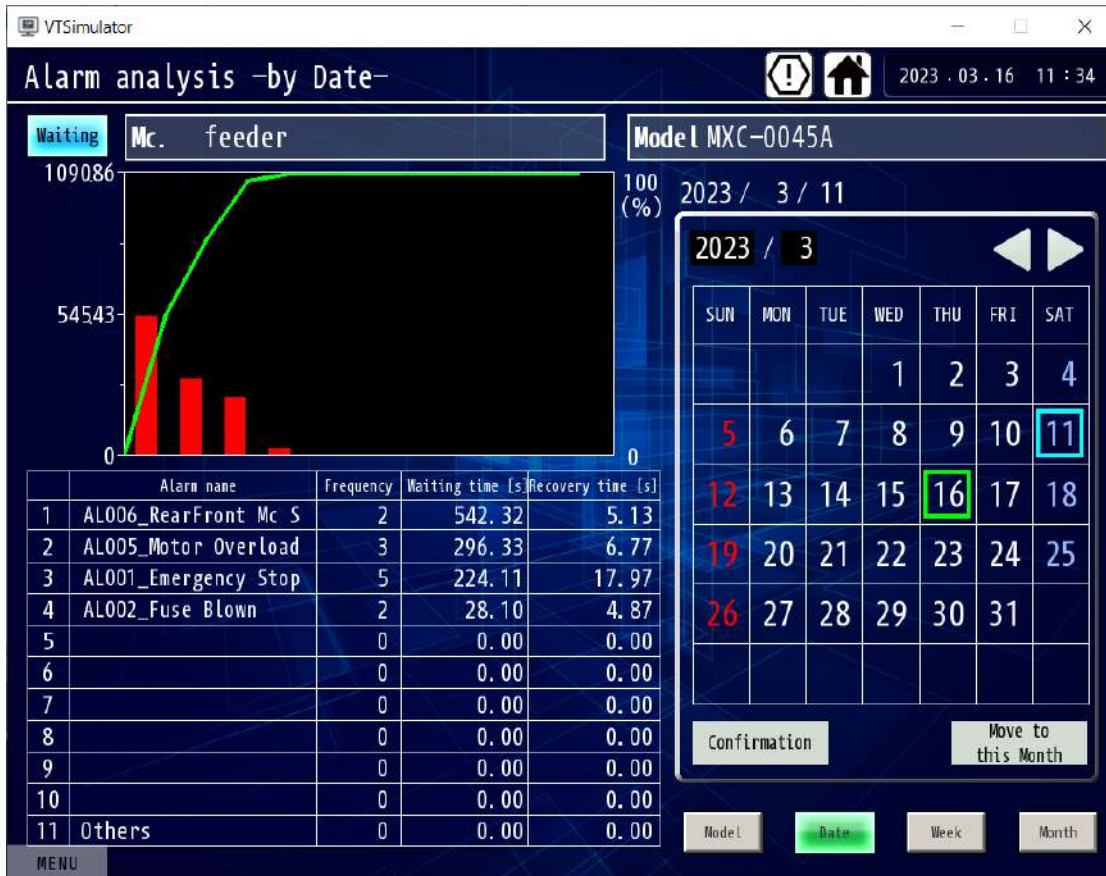 VTSimulator
Alarm analysis -by Date-
2023 . 03 . 16 11 : 34
Waiting
Mc. feeder
Model MXC-0045A
1090.86
100
(%)
545.43
0
0
2023 / 3 / 11
2023 / 3
SUN MON TUE WED THU FRI SAT
1 2 3 4
5 6 7 8 9 10 11
12 13 14 15 16 17 18
19 20 21 22 23 24 25
26 27 28 29 30 31
Confirmation
Move to
this Month
Alarm name Frequency Waitting time [s] Recovery time [s]
1 AL006_RearFront Mc S 2 542.32 5.13
2 AL005_Motor Overload 3 296.33 6.77
3 AL001_Emergency Stop 5 224.11 17.97
4 AL002_Fuse Blown 2 28.10 4.87
5 0 0.00 0.00
6 0 0.00 0.00
7 0 0.00 0.00
8 0 0.00 0.00
9 0 0.00 0.00
10 0 0.00 0.00
11 Others 0 0.00 0.00
Model Date Week Month
MENU